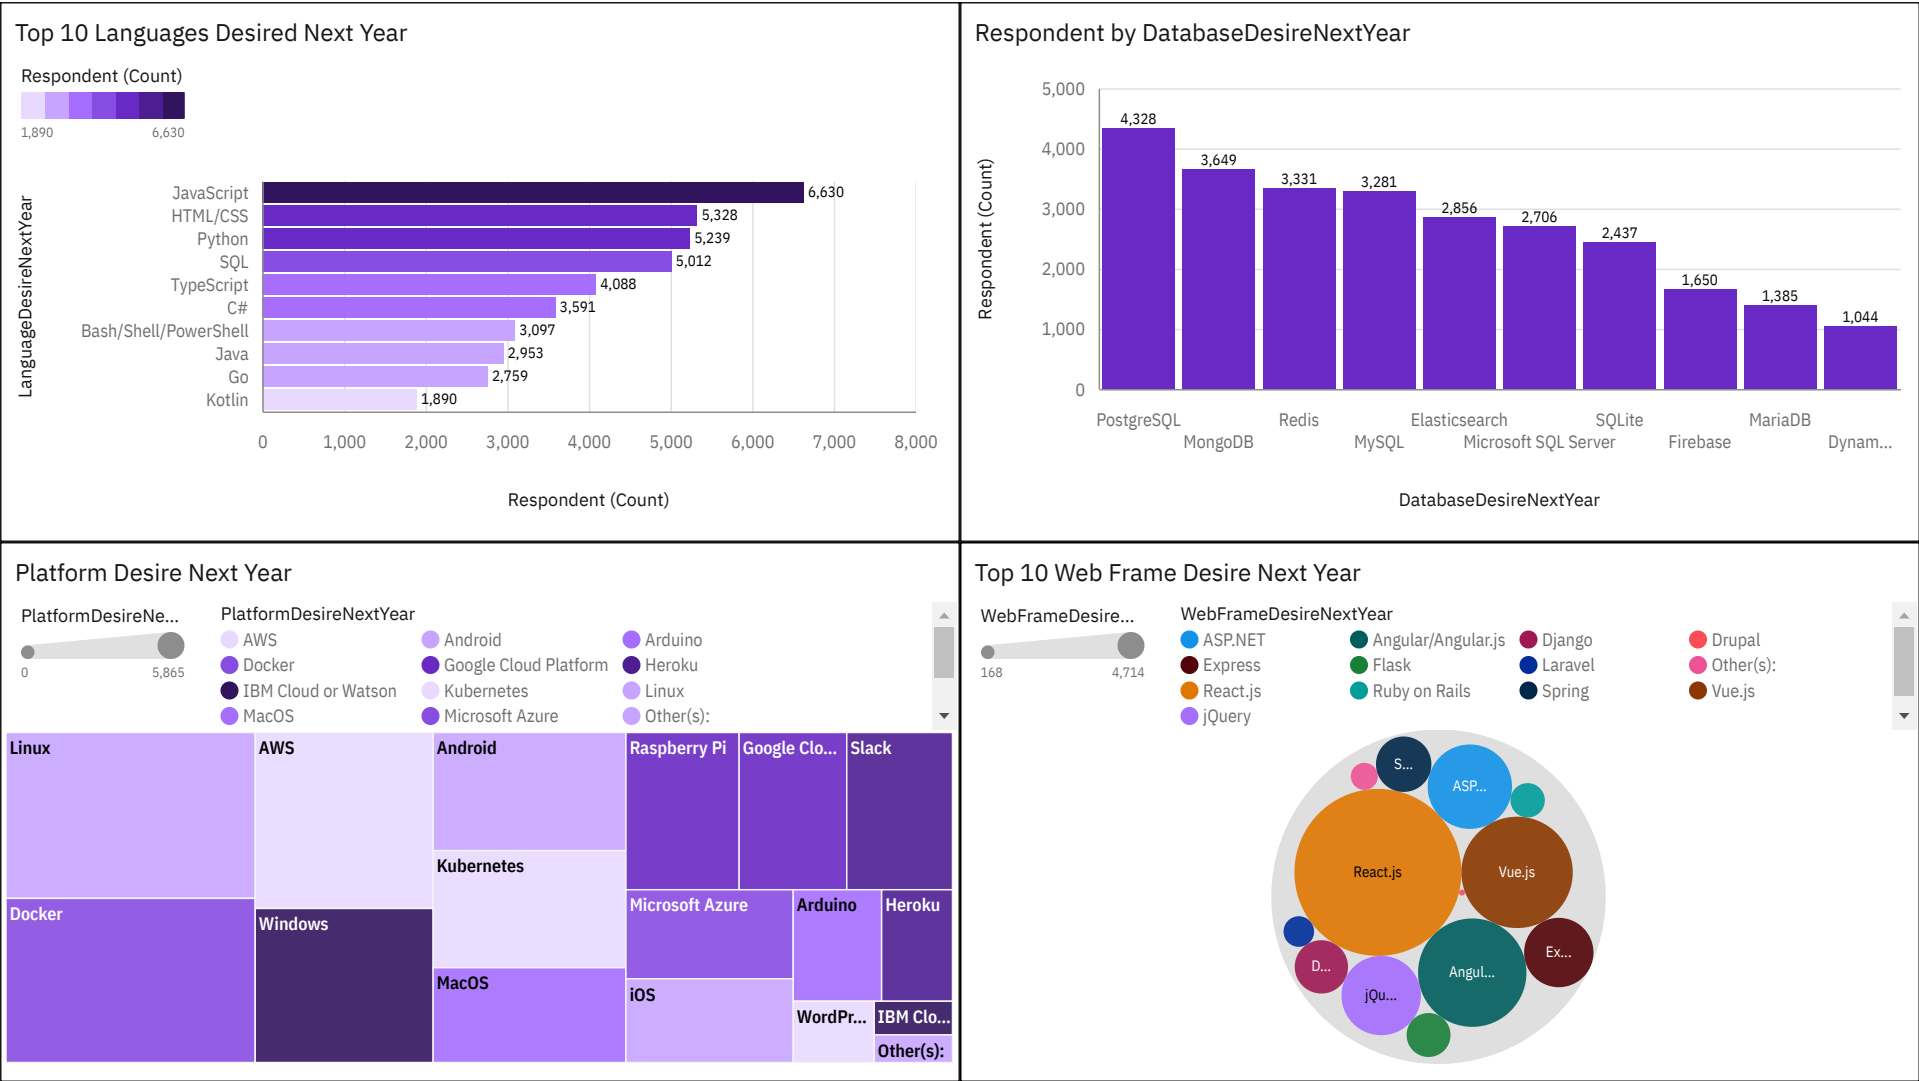 Top 10 Languages Desired Next Year
Respondent (Count)
1,890 6,630
LanguageDesireNextYear
JavaScript 6,630
HTML/CSS 5,328
Python 5,239
SQL 5,012
TypeScript 4,088
C# 3,591
Bash/Shell/PowerShell 3,097
Java 2,953
Go 2,759
Kotlin 1,890
0 1,000 2,000 3,000 4,000 5,000 6,000 7,000 8,000
Respondent (Count)
Respondent by DatabaseDesireNextYear
Respondent (Count)
5,000
4,000
3,000
2,000
1,000
0
4,328 3,649 3,331 3,281 2,856 2,706 2,437 1,650 1,385 1,044
PostgreSQL Redis Elasticsearch SQLite MariaDB
MongoDB MySQL Microsoft SQL Server Firebase Dynam...
DatabaseDesireNextYear
Platform Desire Next Year
PlatformDesireNe...
0 5,865
PlatformDesireNextYear
AWS Android Arduino
Docker Google Cloud Platform Heroku
IBM Cloud or Watson Kubernetes Linux
MacOS Microsoft Azure Other(s):
Linux AWS Android Raspberry Pi Google Clo... Slack
Kubernetes
Microsoft Azure Arduino Heroku
Docker
Windows
MacOS
iOS
WordPr... IBM Clo...
Other(s):
Top 10 Web Frame Desire Next Year
WebFrameDesire...
168 4,714
WebFrameDesireNextYear
ASP.NET Angular/Angular.js Django Drupal
Express Flask Laravel Other(s):
React.js Ruby on Rails Spring Vue.js
jQuery
S...
ASP...
React.js
Vue.js
Ex...
D...
Angul...
jQu...